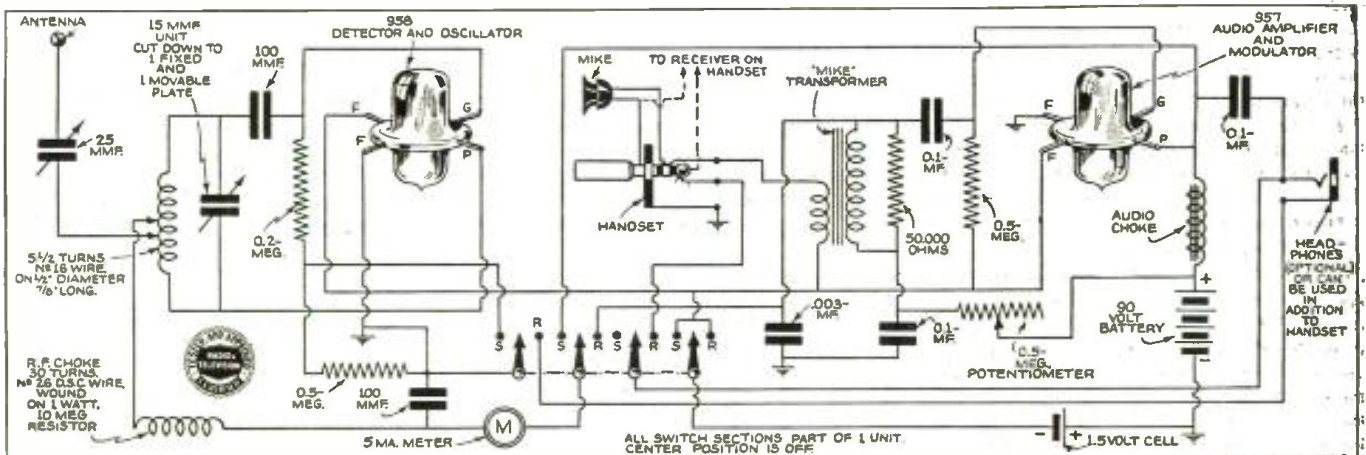 ANTENNA
15 MMF
UNIT
CUT DOWN TO
1 FIXED
AND
1 MOVABLE
PLATE
100
MMF.
958
DETECTOR AND OSCILLATOR
F
F
G
P
25
MMF.
0.2-
MEG.
5 1/2 TURNS
Nº 16 WIRE,
ON 1/2" DIAMETER
7/8" LONG.
R.F. CHOKE
30 TURNS,
Nº 26 D.S.C. WIRE,
WOUND
ON 1 WATT,
10 MEG
RESISTOR
0.5-
MEG.
100
MMF.
5 MA. METER
M
MIKE
TO RECEIVER ON
HANDSET
HANDSET
"MIKE"
TRANSFORMER
0.1-
MF.
50,000
OHMS
0.5-
MEG.
957
AUDIO AMPLIFIER
AND
MODULATOR
F
F
G
P
0.1-
MF.
AUDIO
CHOKE
HEAD-
PHONES
(OPTIONAL)
OR CAN
BE USED
IN
ADDITION
TO
HANDSET
S
R
S
R
S
R
S
R
.003-
MF.
0.1-
MF.
0.5-
MEG.
POTENTIOMETER
90
VOLT
BATTERY
+
-
ALL SWITCH SECTIONS PART OF 1 UNIT.
CENTER POSITION IS OFF.
- + 1.5 VOLT CELL